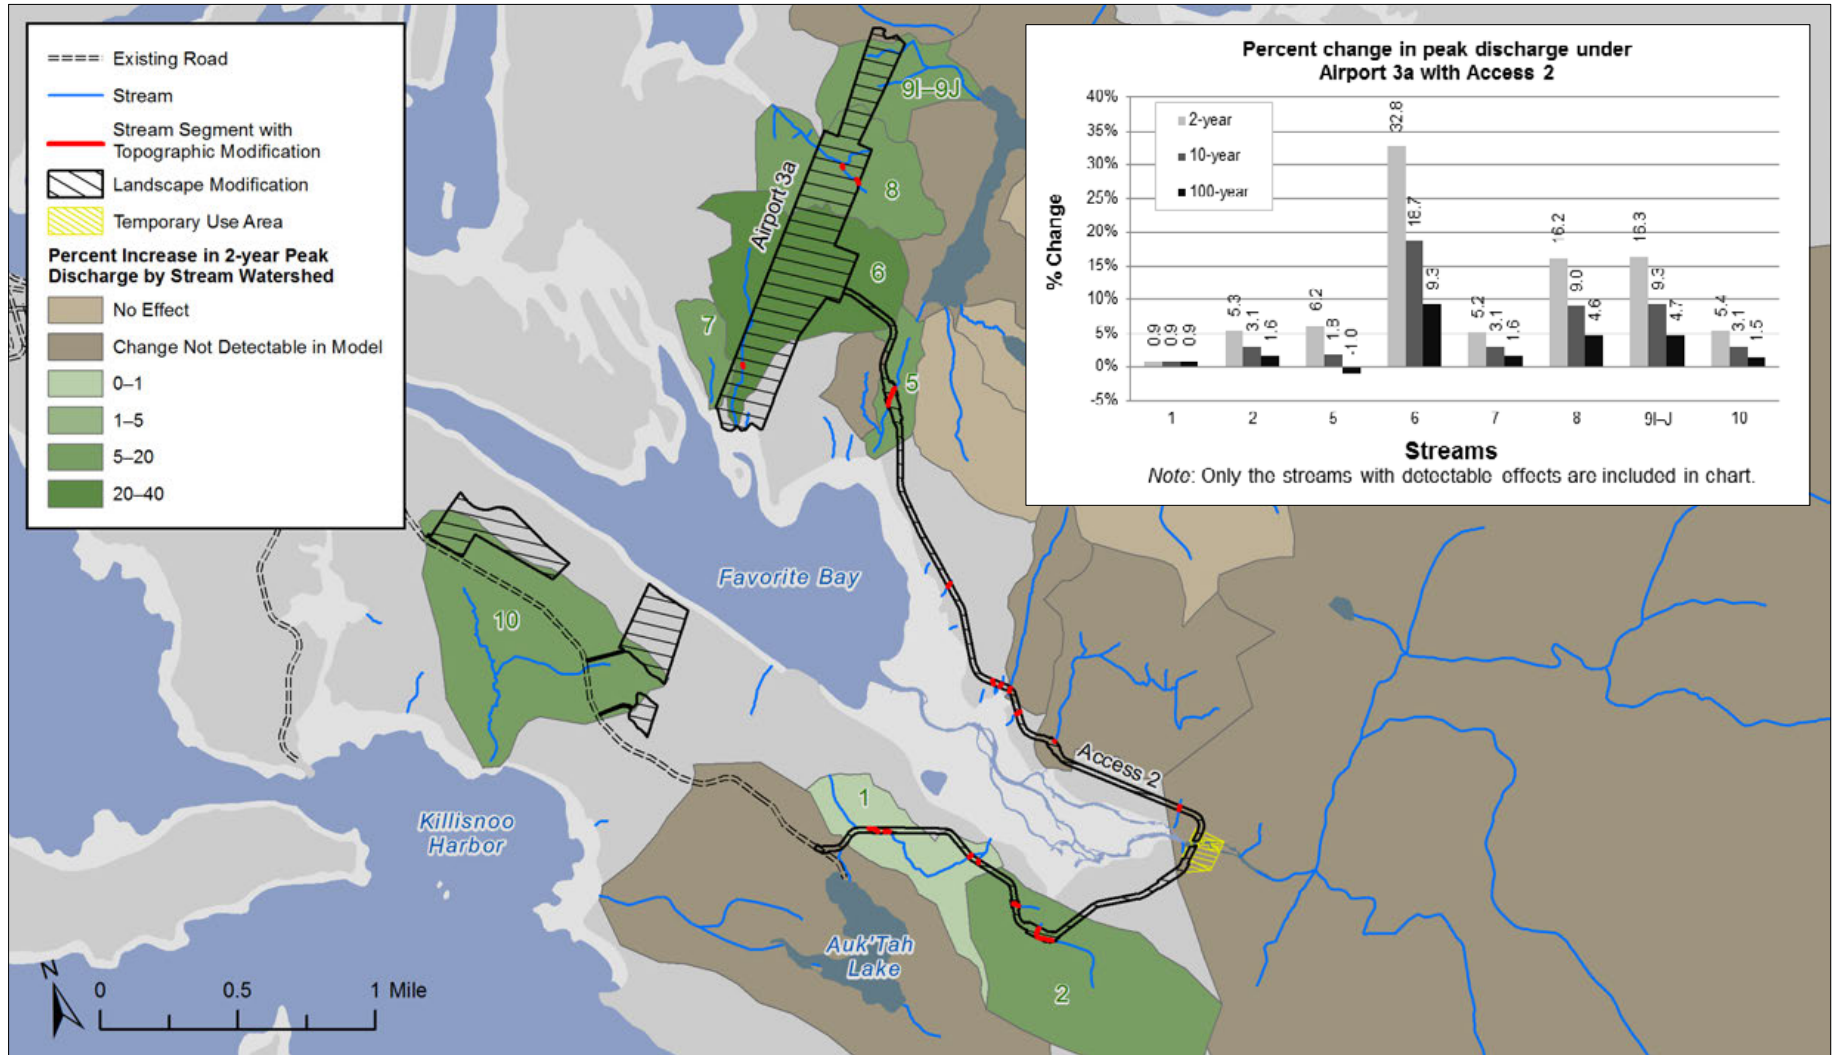 Existing Road
Stream
Stream Segment with
Topographic Modification
Landscape Modification
Temporary Use Area
Percent Increase in 2-year Peak
Discharge by Stream Watershed
No Effect
Change Not Detectable in Model
0–1
1–5
5–20
20–40
Percent change in peak discharge under
Airport 3a with Access 2
40%
35%
30%
25%
20%
15%
10%
5%
0%
-5%
% Change
2-year
10-year
100-year
0.9
0.9
0.9
5.3
3.1
1.6
6.2
1.8
-1.0
32.8
18.7
9.3
5.2
3.1
1.6
16.2
9.0
4.6
16.3
9.3
4.7
5.4
3.1
1.5
1
2
5
6
7
8
9I–J
10
Streams
Note: Only the streams with detectable effects are included in chart.
9I–9J
Airport 3a
8
6
7
5
Favorite Bay
10
Access 2
1
Killisnoo
Harbor
Auk'Tah
Lake
2
N
0
0.5
1 Mile